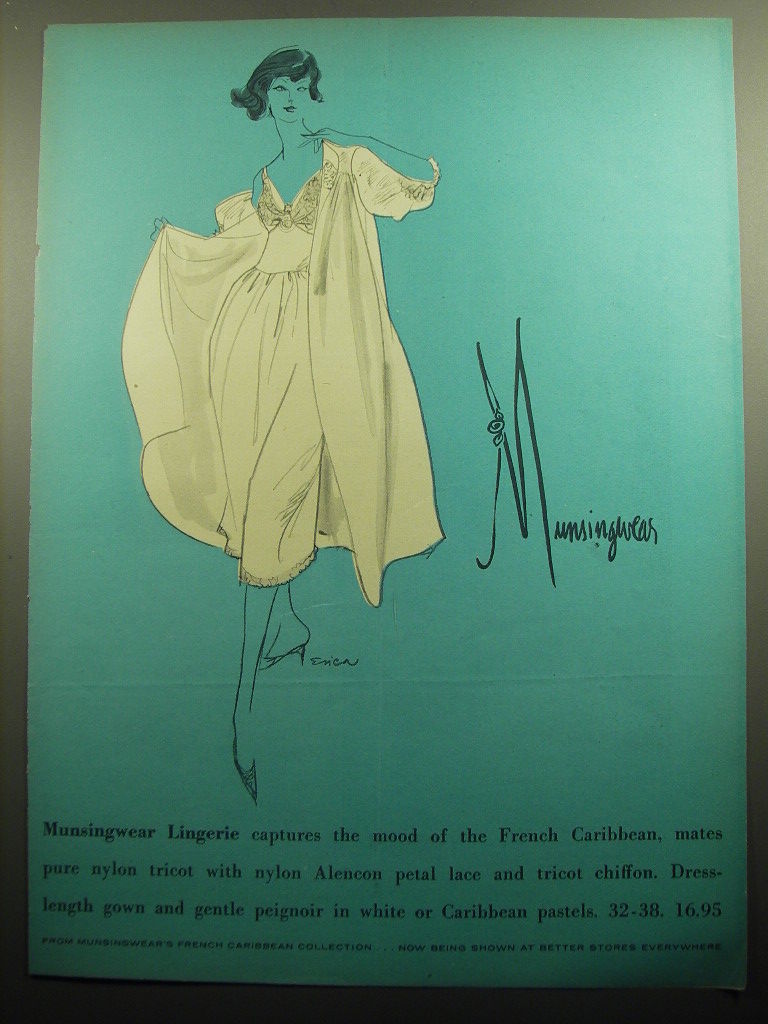 Munsingwear
Erica
Munsingwear Lingerie captures the mood of the French Caribbean, mates
pure nylon tricot with nylon Alencon petal lace and tricot chiffon. Dress-
length gown and gentle peignoir in white or Caribbean pastels. 32-38. 16.95
FROM MUNSINGWEAR'S FRENCH CARIBBEAN COLLECTION... NOW BEING SHOWN AT BETTER STORES EVERYWHERE